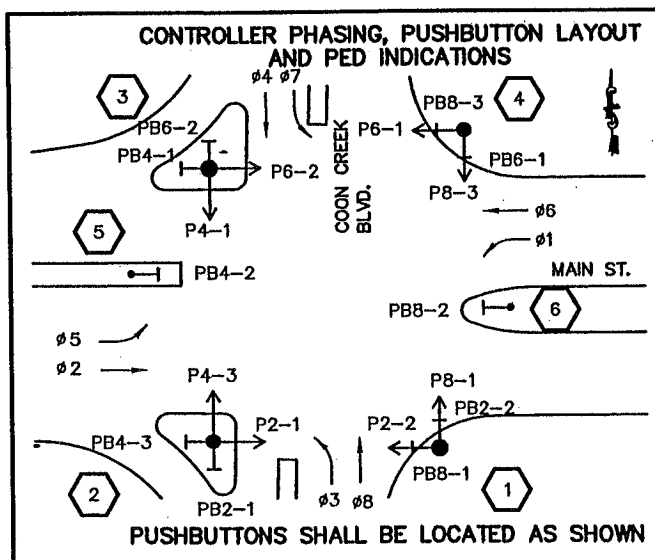 CONTROLLER PHASING, PUSHBUTTON LAYOUT
AND PED INDICATIONS
ø4 ø7
3
4
PB6-2
PB8-3
P6-1
PB4-1
PB6-1
P6-2
P8-3
COON CREEK
BLVD.
P4-1
ø6
5
ø1
MAIN ST.
PB4-2
PB8-2
6
ø5
ø2
P4-3
P8-1
P2-1
P2-2
PB2-2
PB4-3
PB8-1
2
PB2-1
ø3 ø8
1
PUSHBUTTONS SHALL BE LOCATED AS SHOWN